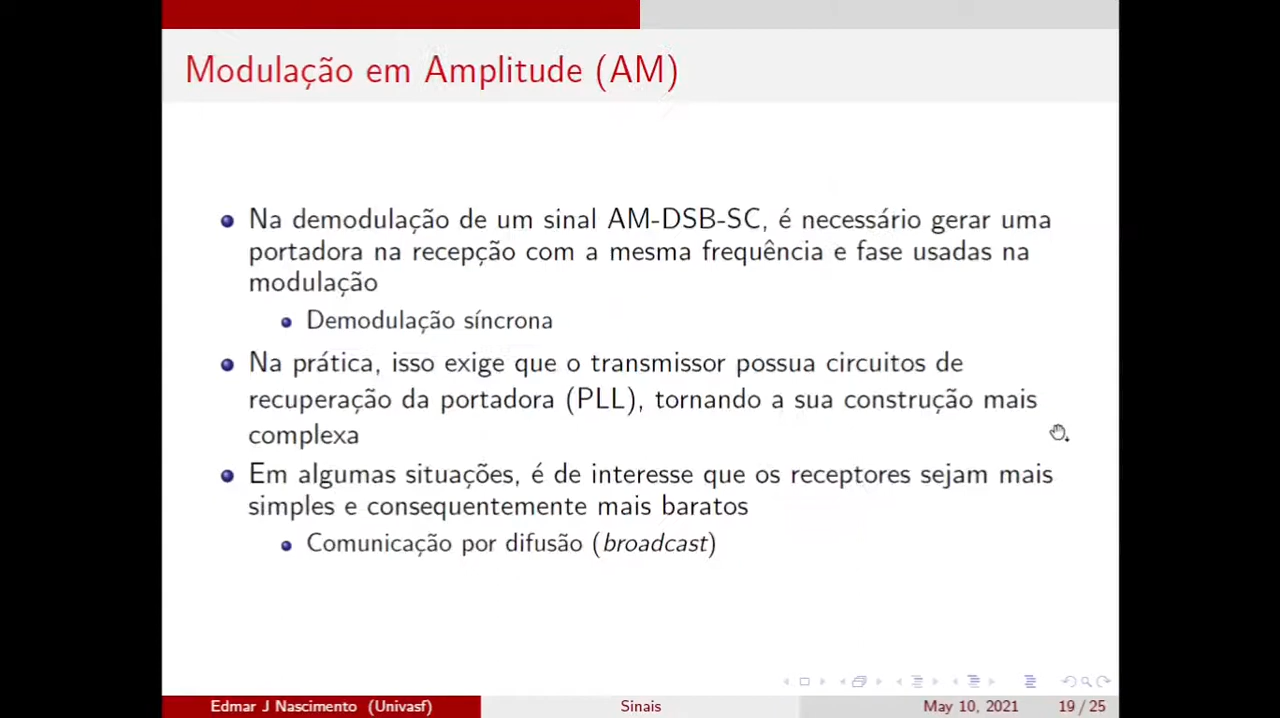 Modulação em Amplitude (AM)
Na demodulação de um sinal AM-DSB-SC, é necessário gerar uma
portadora na recepção com a mesma frequência e fase usadas na
modulação
Demodulação síncrona
Na prática, isso exige que o transmissor possua circuitos de
recuperação da portadora (PLL), tornando a sua construção mais
complexa
Em algumas situações, é de interesse que os receptores sejam mais
simples e consequentemente mais baratos
Comunicação por difusão (broadcast)
Edmar J Nascimento (Univasf) Sinais May 10, 2021 19 / 25